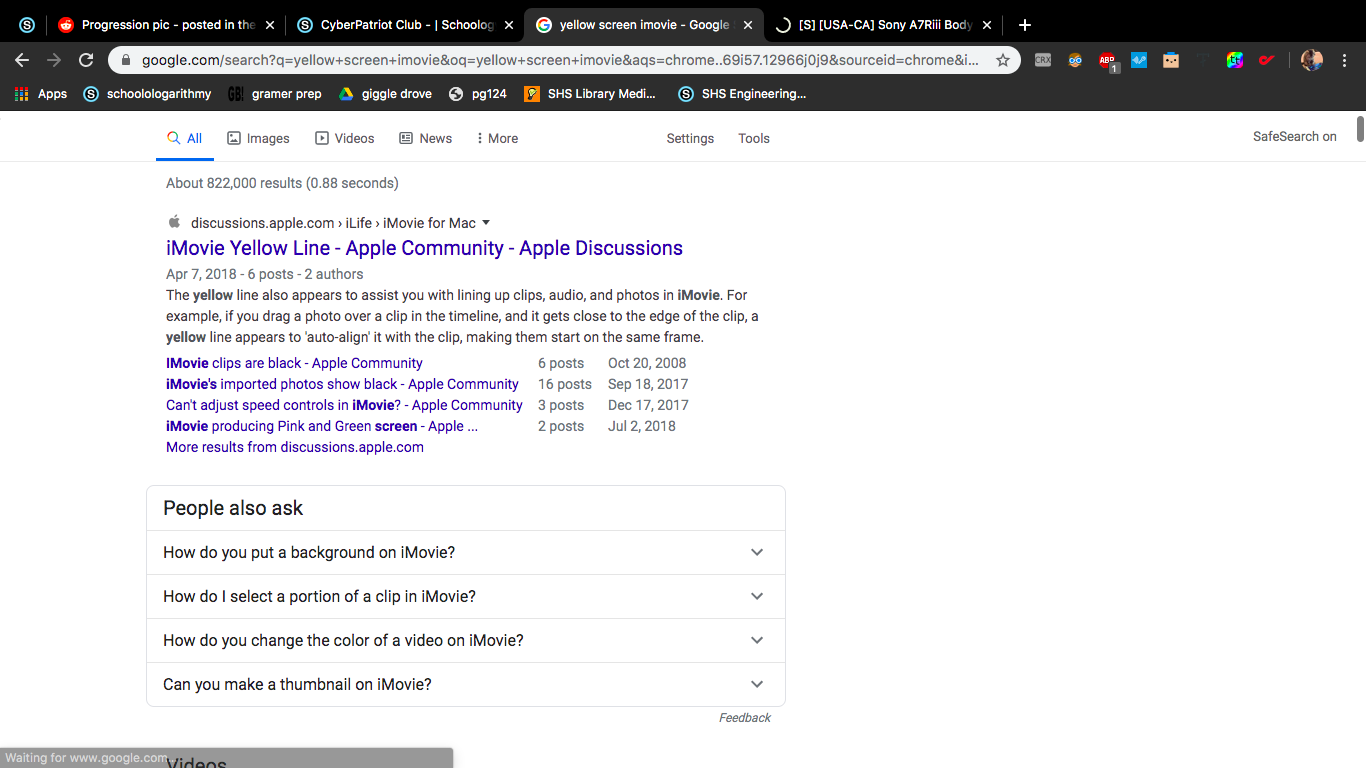 Progression pic - posted in the
CyberPatriot Club - | Schoolog
yellow screen imovie - Google
[S] [USA-CA] Sony A7Riii Body
google.com/search?q=yellow+screen+imovie&oq=yellow+screen+imovie&aqs=chrome..69i57.12966j0j9&sourceid=chrome&i...
CRX
ABP
1
Apps
schoolologarithmy
GB!
gramer prep
giggle drove
pg124
SHS Library Medi...
SHS Engineering...
All
Images
Videos
News
More
Settings
Tools
SafeSearch on
About 822,000 results (0.88 seconds)
discussions.apple.com › iLife › iMovie for Mac
iMovie Yellow Line - Apple Community - Apple Discussions
Apr 7, 2018 - 6 posts - 2 authors
The yellow line also appears to assist you with lining up clips, audio, and photos in iMovie. For
example, if you drag a photo over a clip in the timeline, and it gets close to the edge of the clip, a
yellow line appears to 'auto-align' it with the clip, making them start on the same frame.
IMovie clips are black - Apple Community 6 posts Oct 20, 2008
iMovie's imported photos show black - Apple Community 16 posts Sep 18, 2017
Can't adjust speed controls in iMovie? - Apple Community 3 posts Dec 17, 2017
iMovie producing Pink and Green screen - Apple ... 2 posts Jul 2, 2018
More results from discussions.apple.com
People also ask
How do you put a background on iMovie?
How do I select a portion of a clip in iMovie?
How do you change the color of a video on iMovie?
Can you make a thumbnail on iMovie?
Feedback
Waiting for www.google.com...
Videos